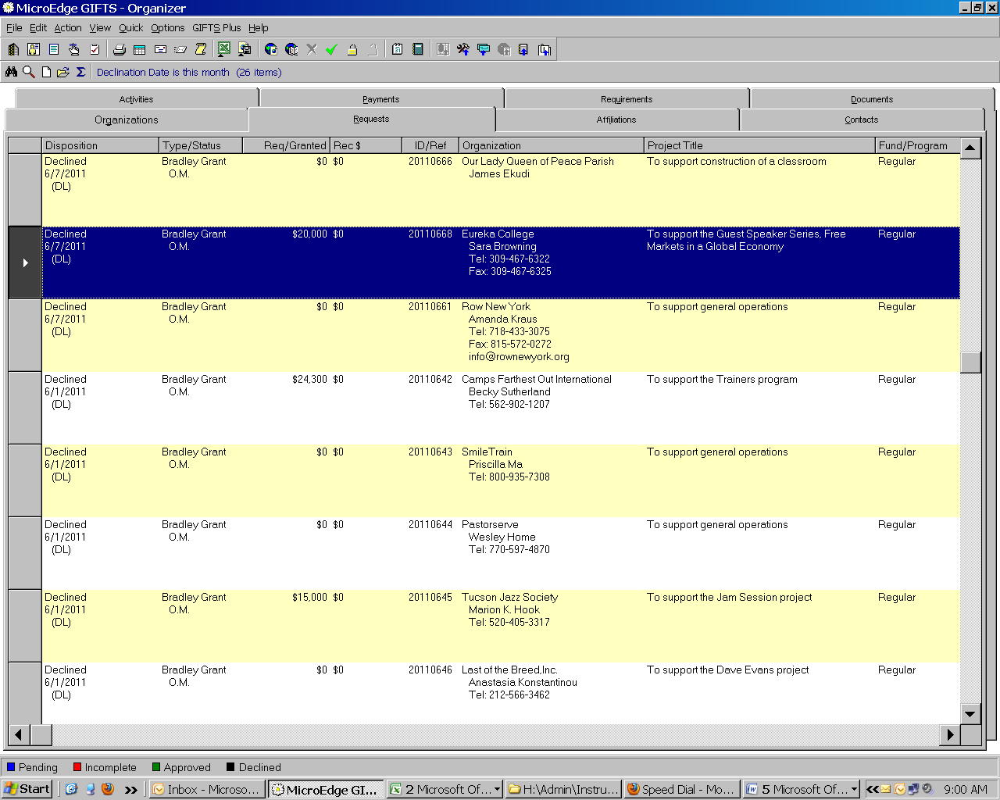 MicroEdge GIFTS - Organizer
File Edit Action View Quick Options GIFTS Plus Help
Declination Date is this month (26 items)
Activities Payments Requirements Documents
Organizations Requests Affiliations Contacts
Disposition Type/Status Req/Granted Rec $ ID/Ref Organization Project Title Fund/Program
Declined Bradley Grant $0 $0 20110666 Our Lady Queen of Peace Parish To support construction of a classroom Regular
6/7/2011 O.M. James Ekudi
(DL)
Declined Bradley Grant $20,000 $0 20110668 Eureka College To support the Guest Speaker Series, Free Regular
6/7/2011 O.M. Sara Browning Markets in a Global Economy
(DL) Tel: 309-467-6322
Fax: 309-467-6325
Declined Bradley Grant $0 $0 20110661 Row New York To support general operations Regular
6/7/2011 O.M. Amanda Kraus
(DL) Tel: 718-433-3075
Fax: 815-572-0272
info@rownewyork.org
Declined Bradley Grant $24,300 $0 20110642 Camps Farthest Out International To support the Trainers program Regular
6/1/2011 O.M. Becky Sutherland
(DL) Tel: 562-902-1207
Declined Bradley Grant $0 $0 20110643 SmileTrain To support general operations Regular
6/1/2011 O.M. Priscilla Ma
(DL) Tel: 800-935-7308
Declined Bradley Grant $0 $0 20110644 Pastorserve To support general operations Regular
6/1/2011 O.M. Wesley Home
(DL) Tel: 770-597-4870
Declined Bradley Grant $15,000 $0 20110645 Tucson Jazz Society To support the Jam Session project Regular
6/1/2011 O.M. Marion K. Hook
(DL) Tel: 520-405-3317
Declined Bradley Grant $0 $0 20110646 Last of the Breed,Inc. To support the Dave Evans project Regular
6/1/2011 O.M. Anastasia Konstantinou
(DL) Tel: 212-566-3462
Pending Incomplete Approved Declined
Start Inbox - Microso... MicroEdge GI... 2 Microsoft Of... H:\Admin\Instru... Speed Dial - Mo... 5 Microsoft Of... 9:00 AM